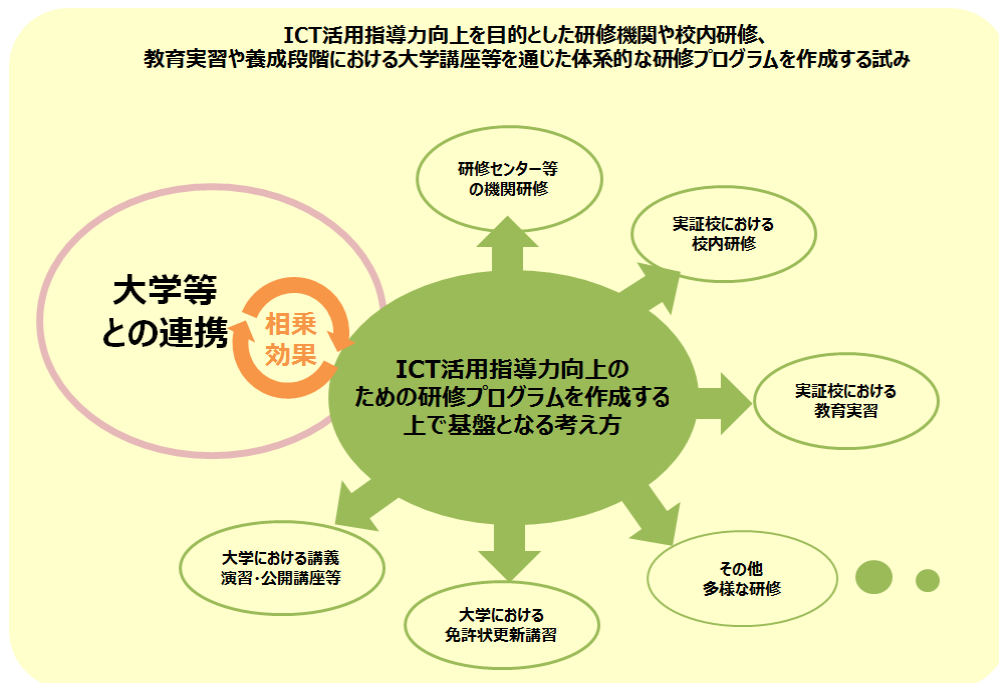 ICT活用指導力向上を目的とした研修機関や校内研修、
教育実習や養成段階における大学講座等を通じた体系的な研修プログラムを作成する試み
研修センター等
の機関研修
実証校における
校内研修
大学等
との連携
相乗
効果
ICT活用指導力向上の
ための研修プログラムを作成する
上で基盤となる考え方
実証校における
教育実習
大学における講義
演習・公開講座等
大学における
免許状更新講習
その他
多様な研修